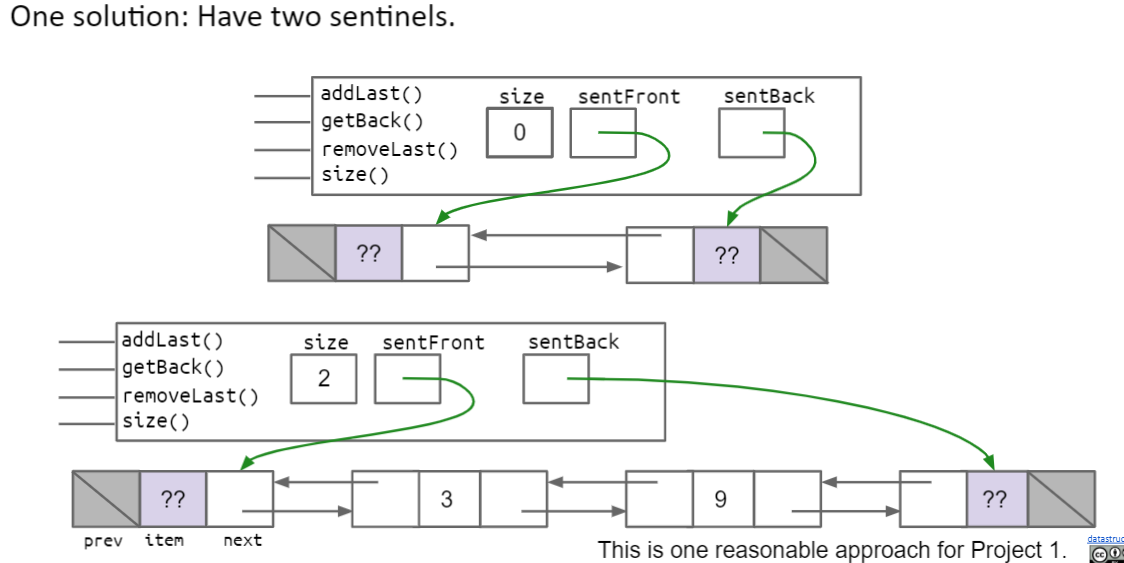 One solution: Have two sentinels.
addLast()
getBack()
removeLast()
size()
size sentFront sentBack
0
?? ??
addLast()
getBack()
removeLast()
size()
size sentFront sentBack
2
?? 3 9 ??
prev item next
This is one reasonable approach for Project 1.
datastruc